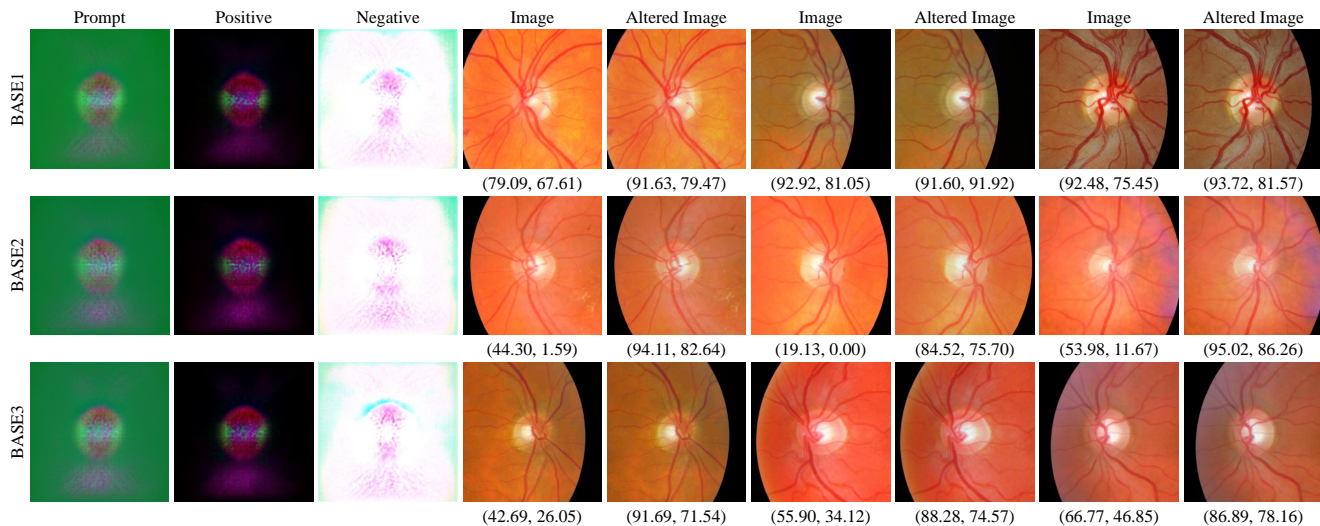 Prompt Positive Negative Image Altered Image Image Altered Image Image Altered Image
BASE1
(79.09, 67.61) (91.63, 79.47) (92.92, 81.05) (91.60, 91.92) (92.48, 75.45) (93.72, 81.57)
BASE2
(44.30, 1.59) (94.11, 82.64) (19.13, 0.00) (84.52, 75.70) (53.98, 11.67) (95.02, 86.26)
BASE3
(42.69, 26.05) (91.69, 71.54) (55.90, 34.12) (88.28, 74.57) (66.77, 46.85) (86.89, 78.16)